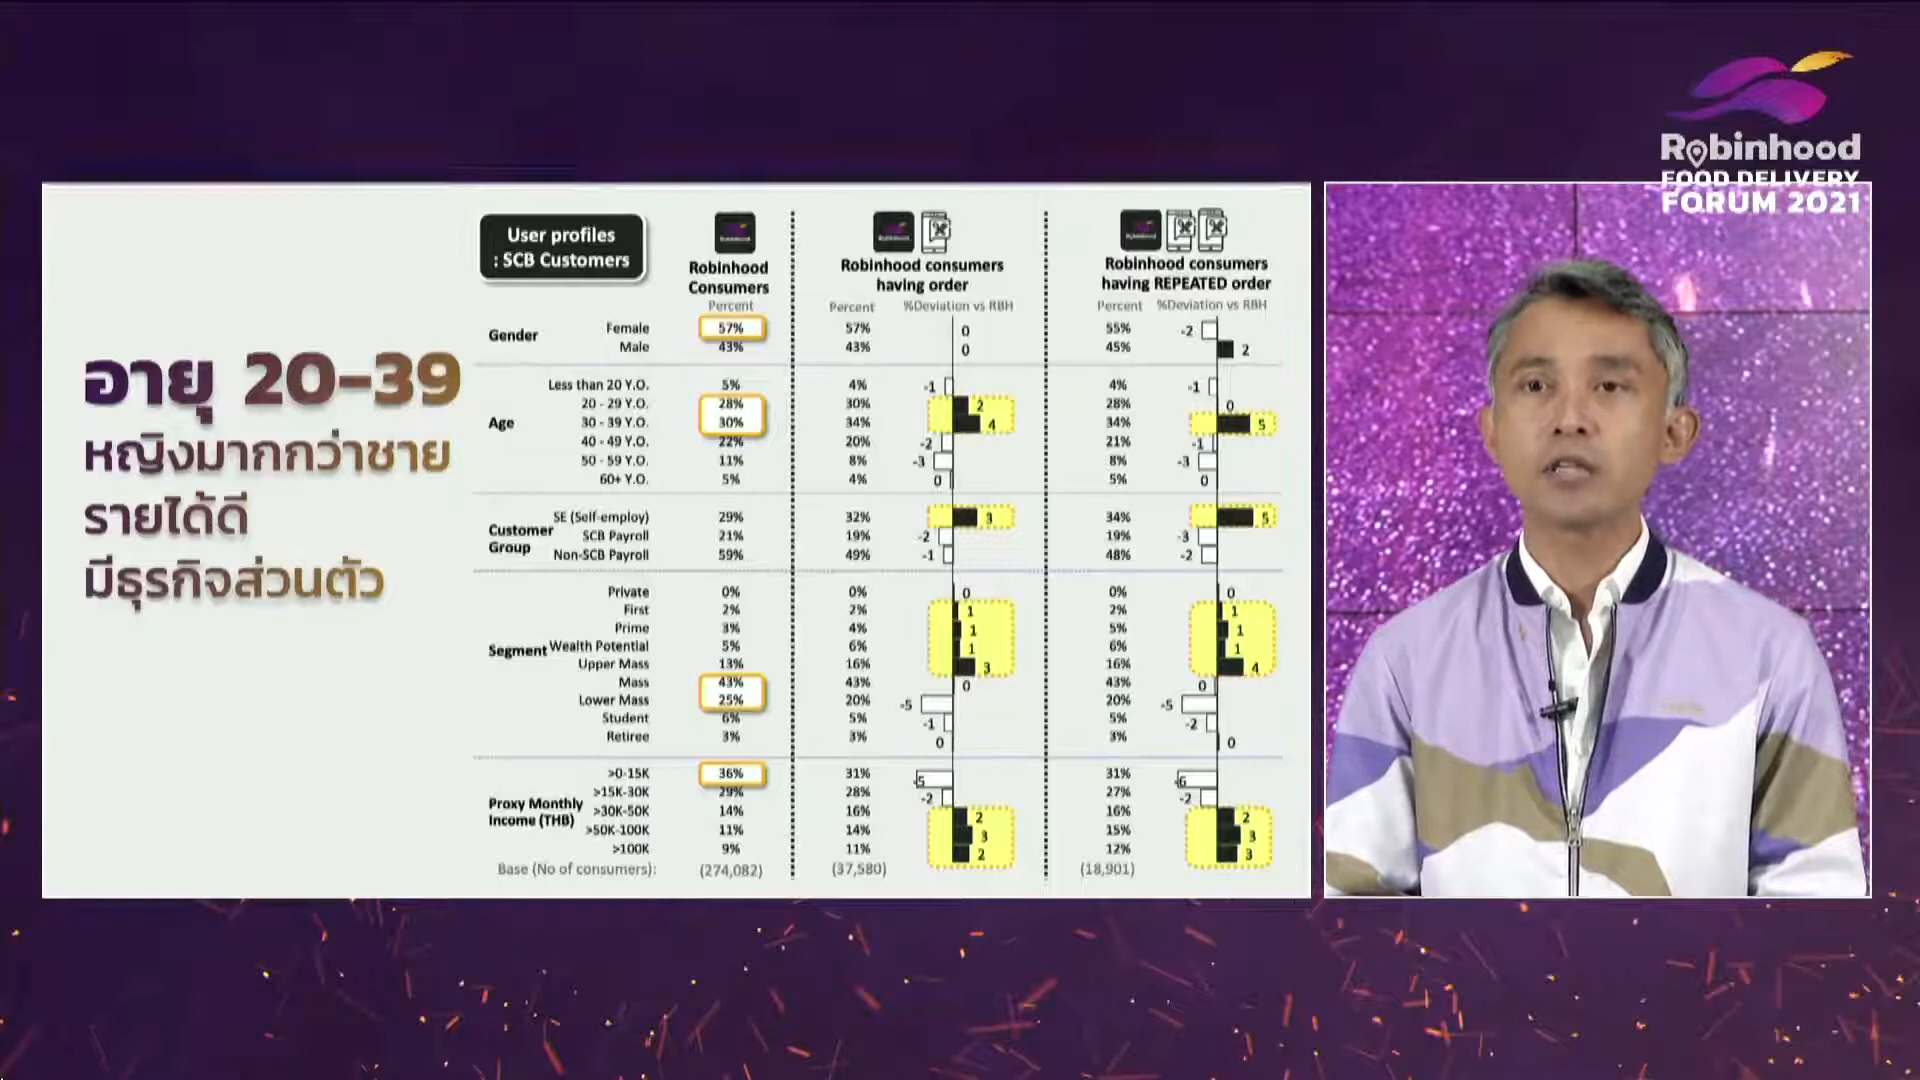 Robinhood
FOOD DELIVERY
FORUM 2021
อายุ 20-39
หญิงมากกว่าชาย
รายได้ดี
มีธุรกิจส่วนตัว
User profiles
: SCB Customers
Robinhood Consumers
Robinhood consumers having order
Robinhood consumers having REPEATED order
Percent Percent %Deviation vs RBH Percent %Deviation vs RBH
Gender
Female 57% 57% 0 55% -2
Male 43% 43% 0 45% 2
Age
Less than 20 Y.O. 5% 4% -1 4% -1
20 - 29 Y.O. 28% 30% 2 28% 0
30 - 39 Y.O. 30% 34% 4 34% 5
40 - 49 Y.O. 22% 20% -2 21% -1
50 - 59 Y.O. 11% 8% -3 8% -3
60+ Y.O. 5% 4% 0 5% 0
Customer Group
SE (Self-employ) 29% 32% 3 34% 5
SCB Payroll 21% 19% -2 19% -3
Non-SCB Payroll 59% 49% -1 48% -2
Segment
Private 0% 0% 0 0% 0
First 2% 2% 1 2% 1
Prime 3% 4% 1 5% 1
Wealth Potential 5% 6% 1 6% 1
Upper Mass 13% 16% 3 16% 4
Mass 43% 43% 0 43% 0
Lower Mass 25% 20% -5 20% -5
Student 6% 5% -1 5% -2
Retiree 3% 3% 0 3% 0
Proxy Monthly Income (THB)
>0-15K 36% 31% -5 31% -6
>15K-30K 29% 28% -2 27% -2
>30K-50K 14% 16% 2 16% 2
>50K-100K 11% 14% 3 15% 3
>100K 9% 11% 2 12% 3
Base (No of consumers): (274,082) (37,580) (18,901)